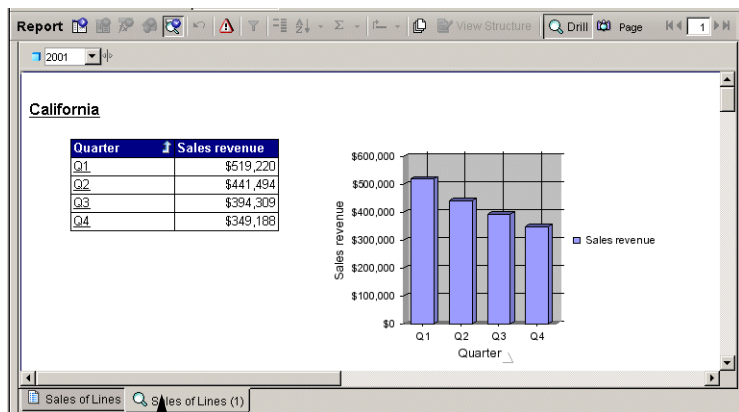 Report View Structure Drill Page 1
2001
California
Quarter Sales revenue
Q1 $519,220
Q2 $441,494
Q3 $394,309
Q4 $349,188
$600,000
$500,000
$400,000
$300,000
$200,000
$100,000
$0
Sales revenue
Q1 Q2 Q3 Q4
Quarter
Sales revenue
Sales of Lines Sales of Lines (1)